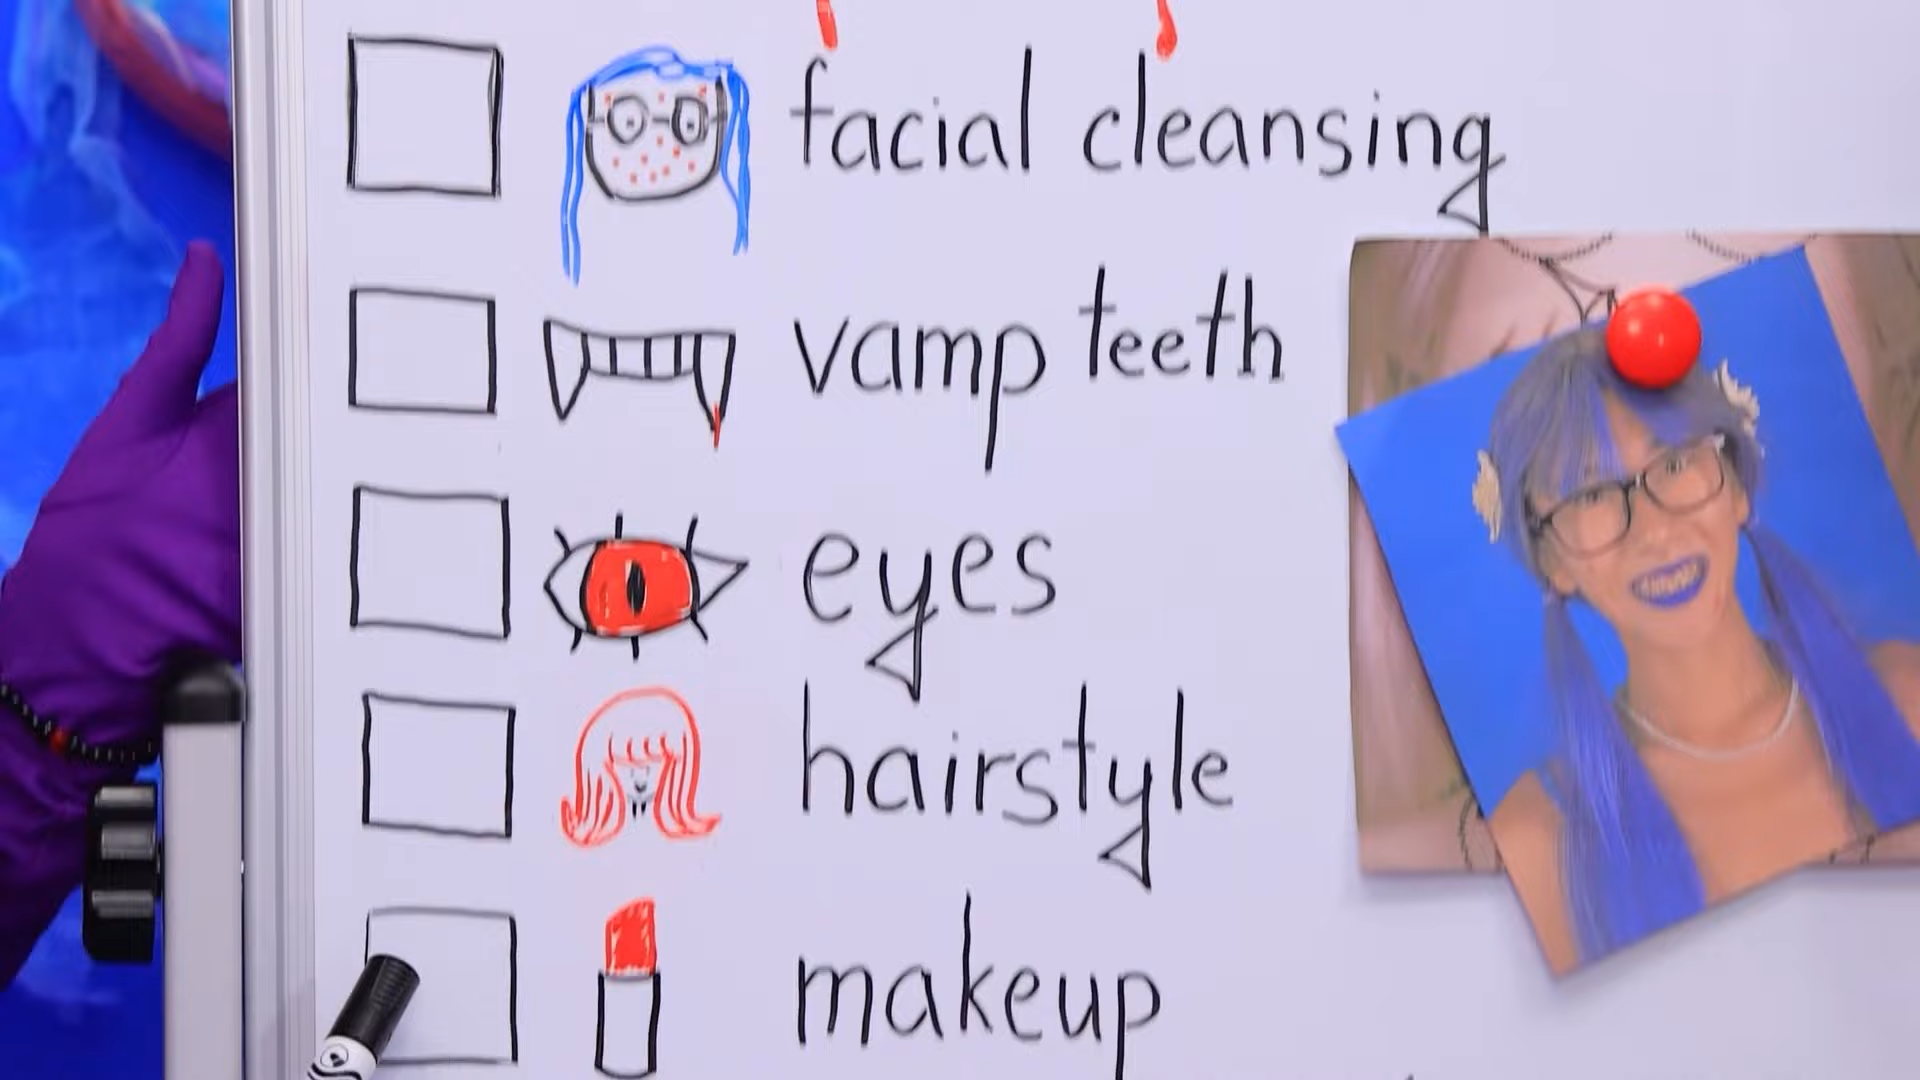 facial cleansing
vamp teeth
eyes
hairstyle
makeup